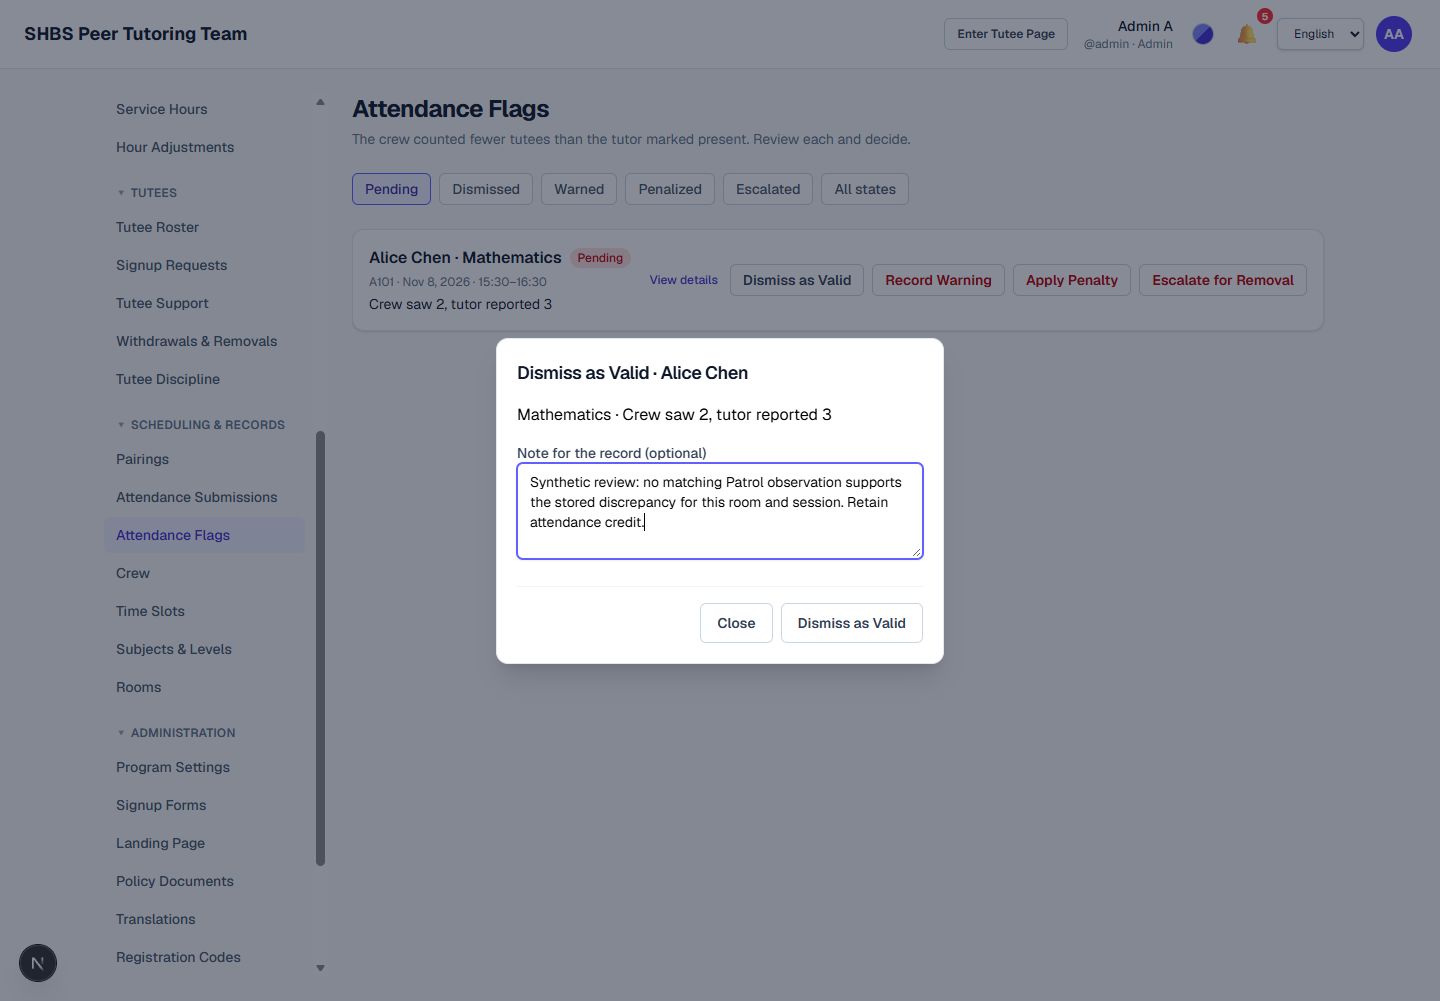 SHBS Peer Tutoring Team
Enter Tutee Page
Admin A
@admin · Admin
5
English
AA
Service Hours
Hour Adjustments
TUTEES
Tutee Roster
Signup Requests
Tutee Support
Withdrawals & Removals
Tutee Discipline
SCHEDULING & RECORDS
Pairings
Attendance Submissions
Attendance Flags
Crew
Time Slots
Subjects & Levels
Rooms
ADMINISTRATION
Program Settings
Signup Forms
Landing Page
Policy Documents
Translations
Registration Codes
N
Attendance Flags
The crew counted fewer tutees than the tutor marked present. Review each and decide.
Pending Dismissed Warned Penalized Escalated All states
Alice Chen · Mathematics Pending
A101 · Nov 8, 2026 · 15:30–16:30
Crew saw 2, tutor reported 3
View details Dismiss as Valid Record Warning Apply Penalty Escalate for Removal
Dismiss as Valid · Alice Chen
Mathematics · Crew saw 2, tutor reported 3
Note for the record (optional)
Synthetic review: no matching Patrol observation supports
the stored discrepancy for this room and session. Retain
attendance credit.
Close Dismiss as Valid